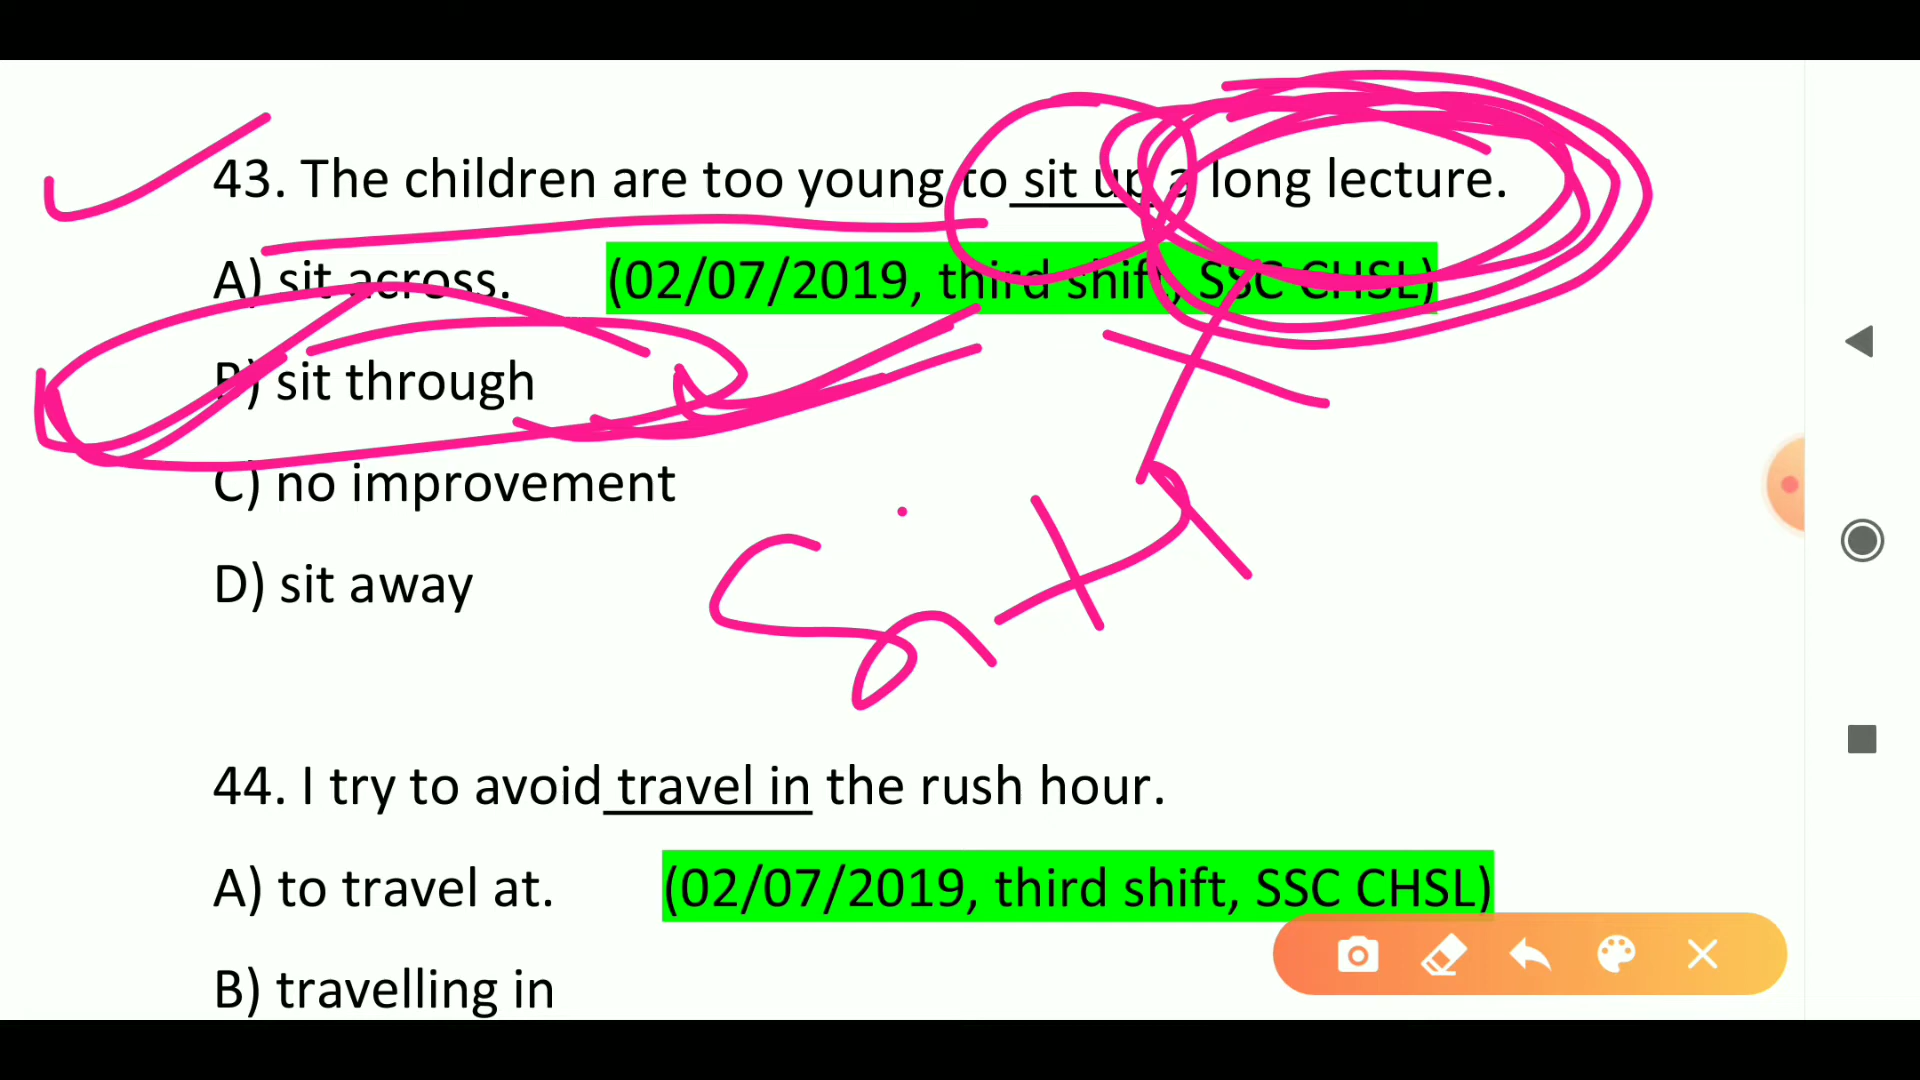 43. The children are too young to sit up a long lecture.
A) sit across. (02/07/2019, third shift, SSC CHSL)
B) sit through
C) no improvement
D) sit away
44. I try to avoid travel in the rush hour.
A) to travel at. (02/07/2019, third shift, SSC CHSL)
B) travelling in